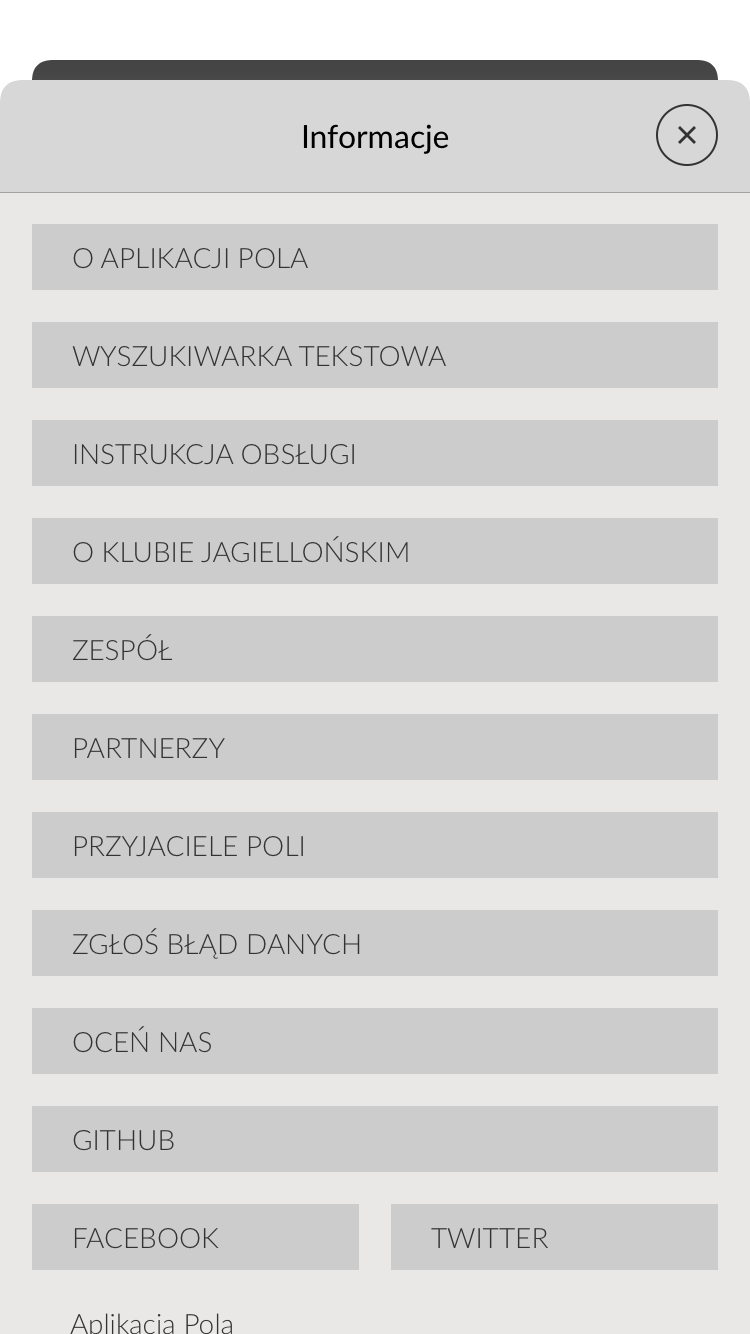 Informacje
O APLIKACJI POLA
WYSZUKIWARKA TEKSTOWA
INSTRUKCJA OBSŁUGI
O KLUBIE JAGIELLOŃSKIM
ZESPÓŁ
PARTNERZY
PRZYJACIELE POLI
ZGŁOŚ BŁĄD DANYCH
OCEŃ NAS
GITHUB
FACEBOOK
TWITTER
Aplikacja Pola